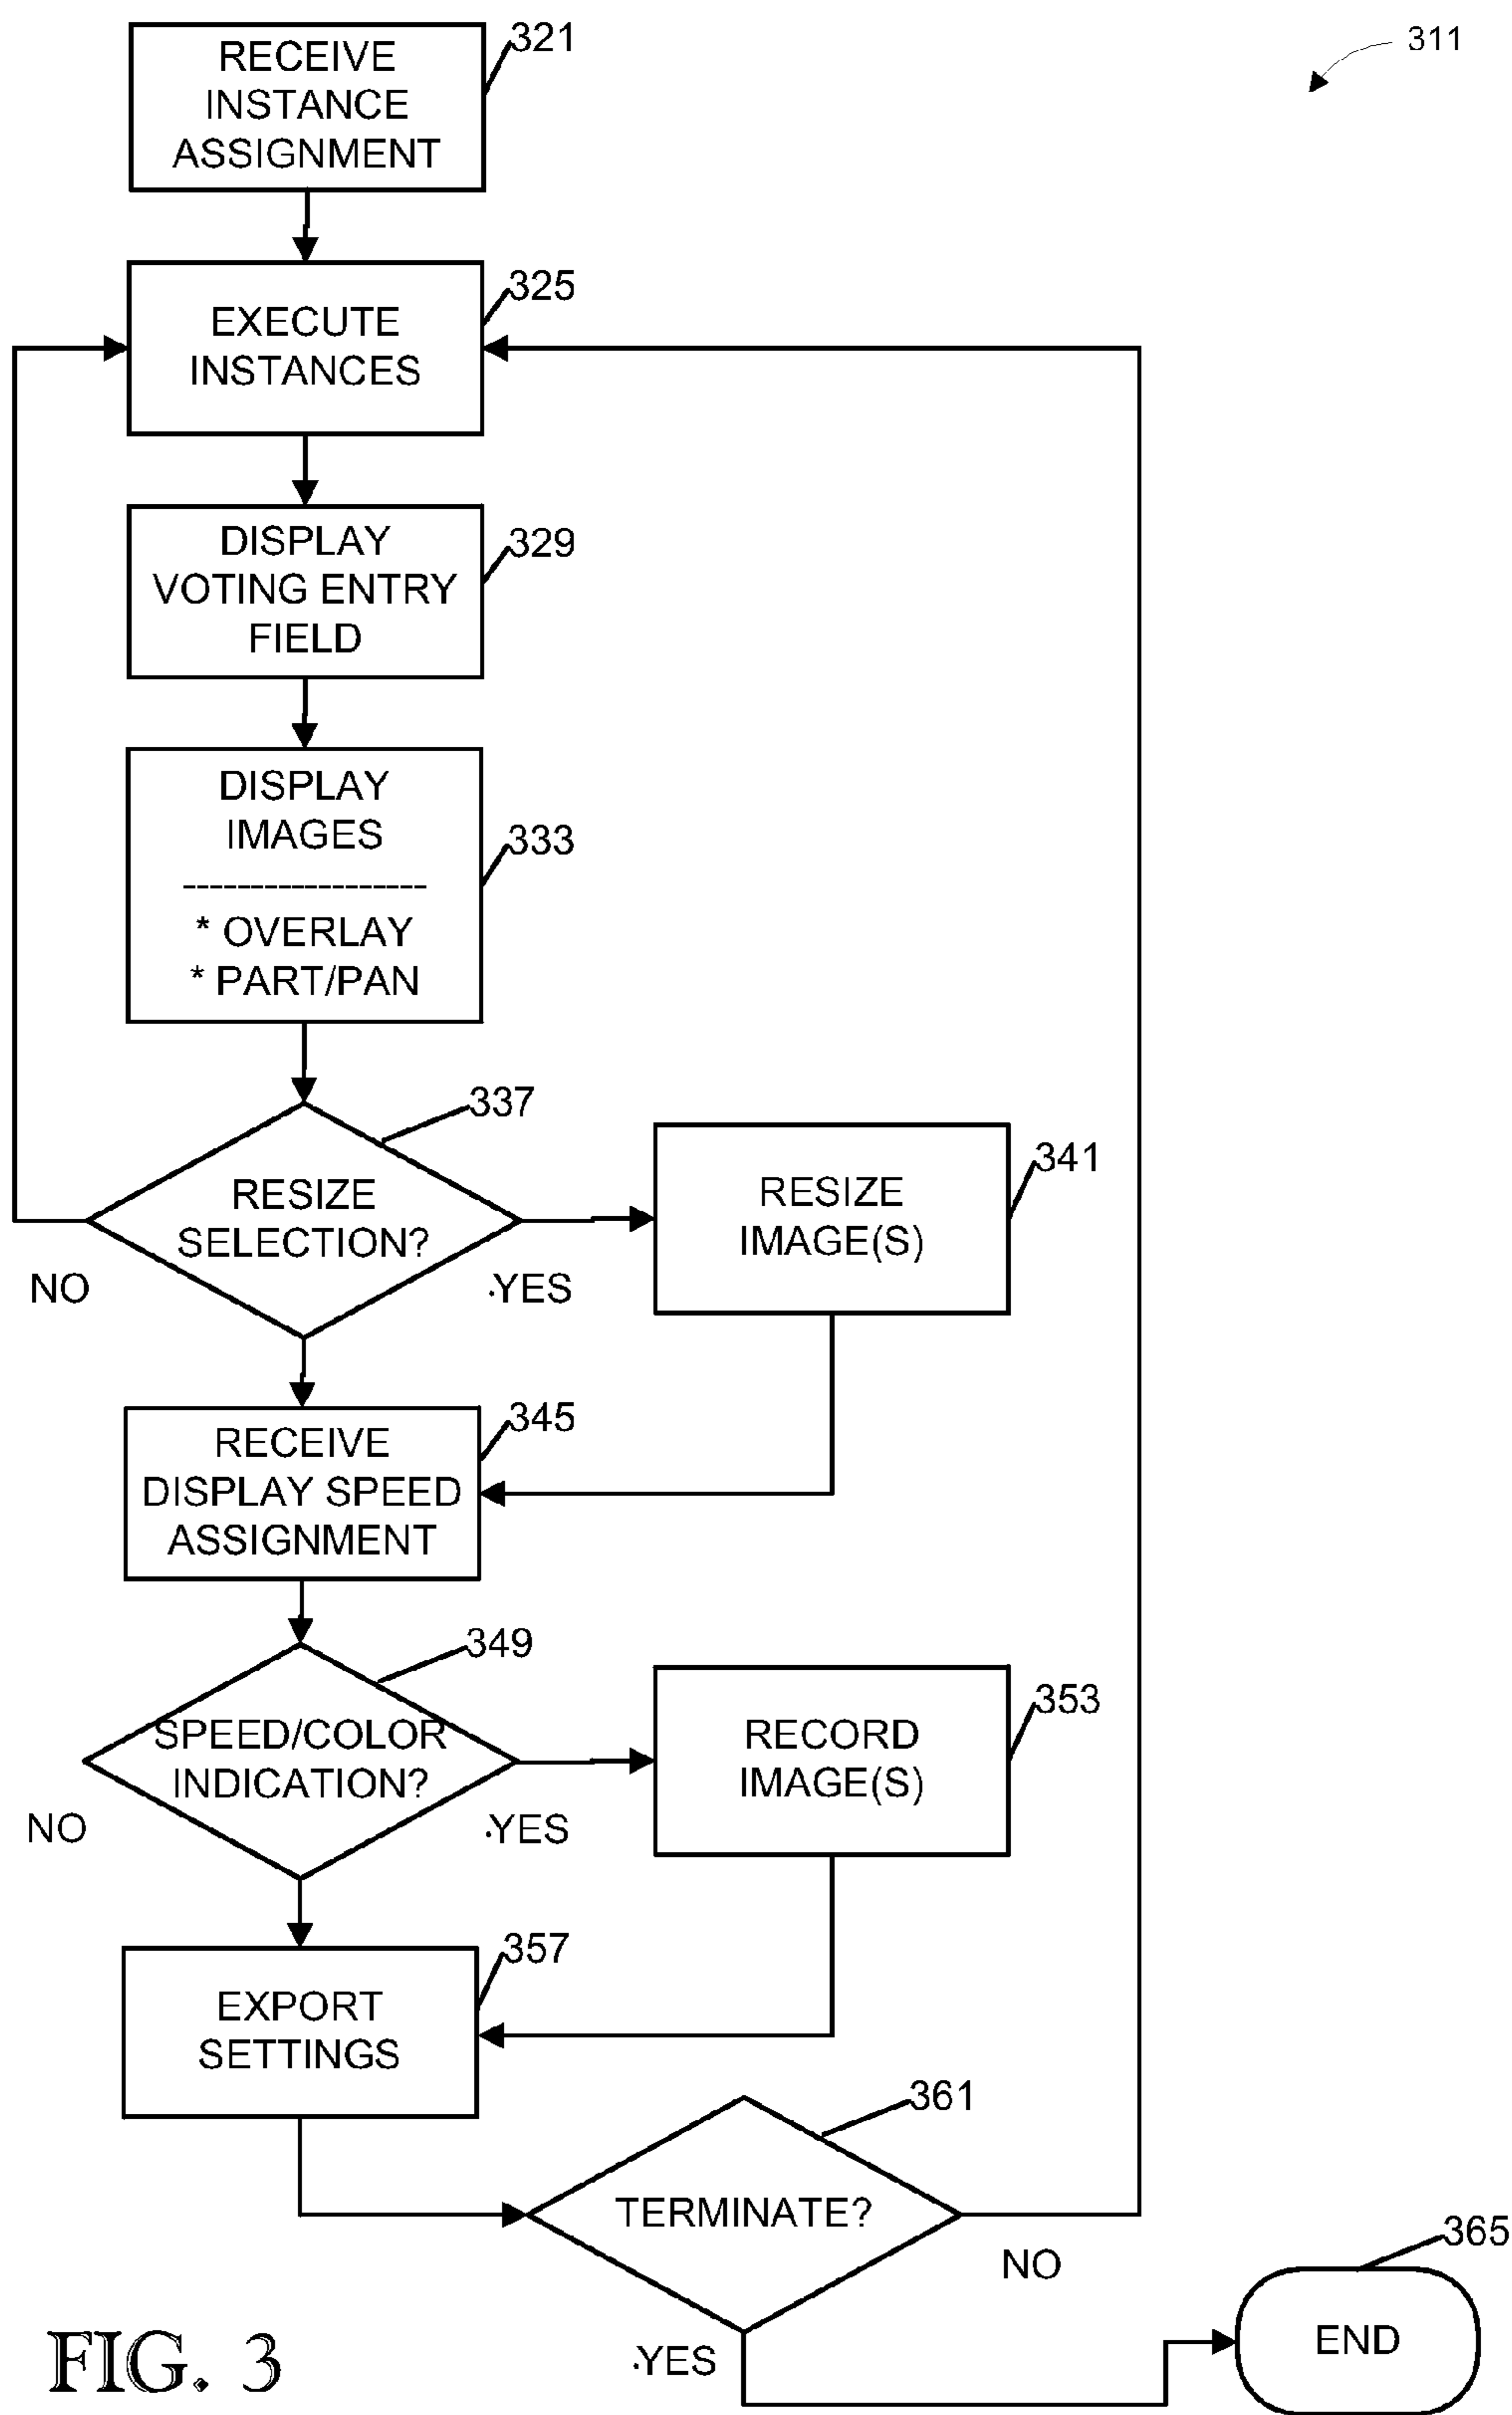 311
321
RECEIVE
INSTANCE
ASSIGNMENT
325
EXECUTE
INSTANCES
329
DISPLAY
VOTING ENTRY
FIELD
333
DISPLAY
IMAGES
-------------------
* OVERLAY
* PART/PAN
337
RESIZE
SELECTION?
NO
YES
341
RESIZE
IMAGE(S)
345
RECEIVE
DISPLAY SPEED
ASSIGNMENT
349
SPEED/COLOR
INDICATION?
NO
YES
353
RECORD
IMAGE(S)
357
EXPORT
SETTINGS
361
TERMINATE?
NO
YES
365
END
FIG. 3